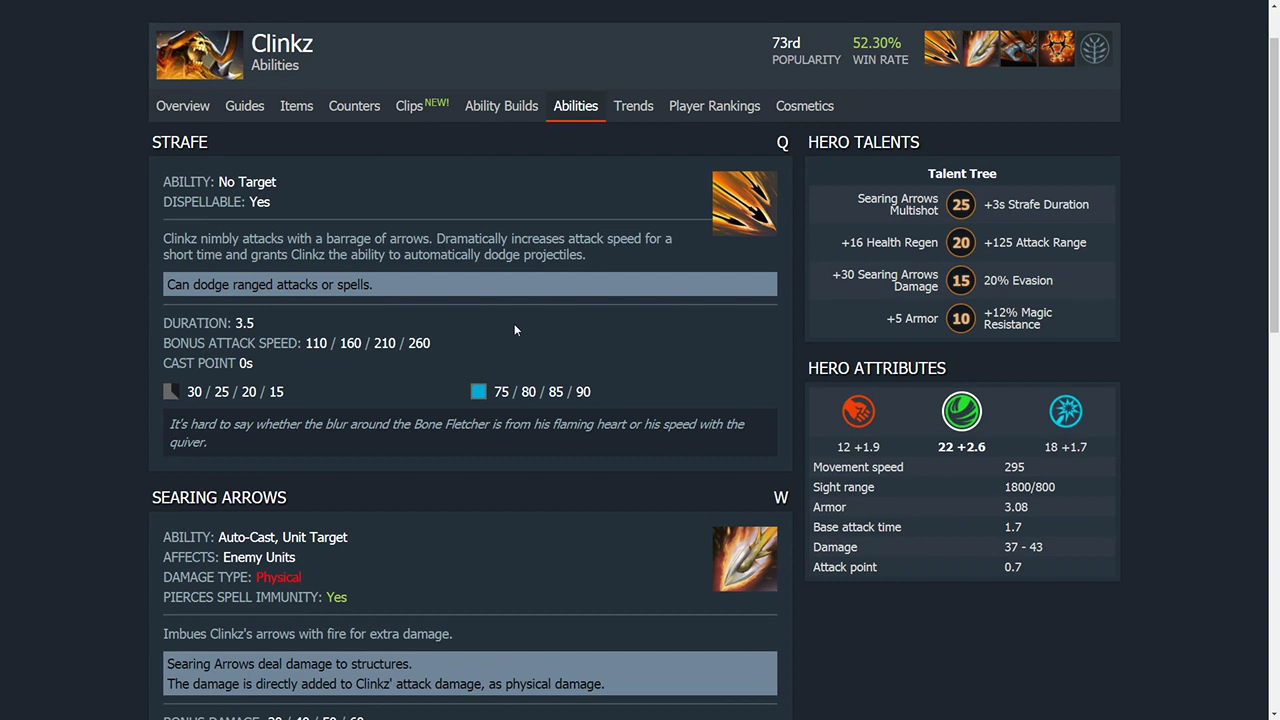 Clinkz
Abilities
73rd
POPULARITY
52.30%
WIN RATE
Overview
Guides
Items
Counters
Clips NEW!
Ability Builds
Abilities
Trends
Player Rankings
Cosmetics
STRAFE
Q
ABILITY: No Target
DISPELLABLE: Yes
Clinkz nimbly attacks with a barrage of arrows. Dramatically increases attack speed for a
short time and grants Clinkz the ability to automatically dodge projectiles.
Can dodge ranged attacks or spells.
DURATION: 3.5
BONUS ATTACK SPEED: 110 / 160 / 210 / 260
CAST POINT 0s
30 / 25 / 20 / 15
75 / 80 / 85 / 90
It's hard to say whether the blur around the Bone Fletcher is from his flaming heart or his speed with the
quiver.
SEARING ARROWS
W
ABILITY: Auto-Cast, Unit Target
AFFECTS: Enemy Units
DAMAGE TYPE: Physical
PIERCES SPELL IMMUNITY: Yes
Imbues Clinkz's arrows with fire for extra damage.
Searing Arrows deal damage to structures.
The damage is directly added to Clinkz' attack damage, as physical damage.
HERO TALENTS
Talent Tree
Searing Arrows
Multishot
25
+3s Strafe Duration
+16 Health Regen
20
+125 Attack Range
+30 Searing Arrows
Damage
15
20% Evasion
+5 Armor
10
+12% Magic
Resistance
HERO ATTRIBUTES
12 +1.9
22 +2.6
18 +1.7
Movement speed 295
Sight range 1800/800
Armor 3.08
Base attack time 1.7
Damage 37 - 43
Attack point 0.7